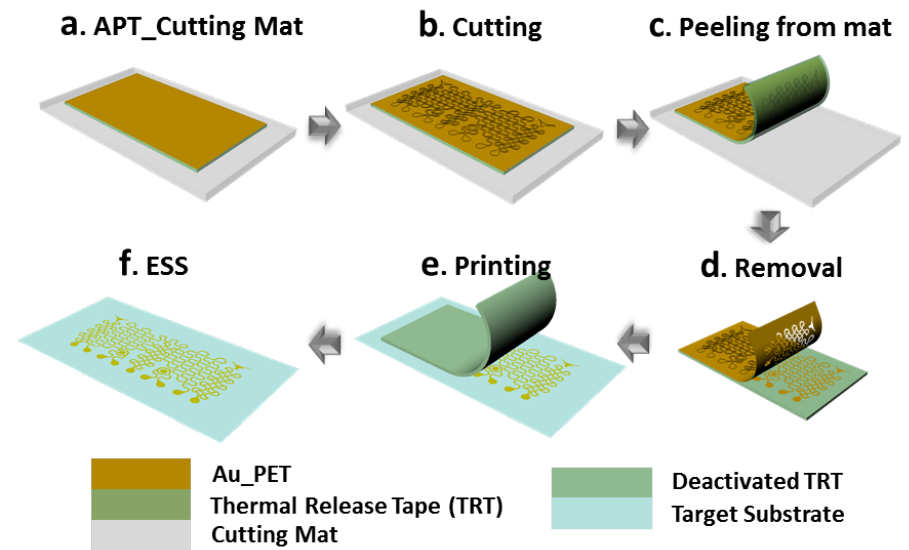 a. APT_Cutting Mat
b. Cutting
c. Peeling from mat
f. ESS
e. Printing
d. Removal
Au_PET
Thermal Release Tape (TRT)
Cutting Mat
Deactivated TRT
Target Substrate